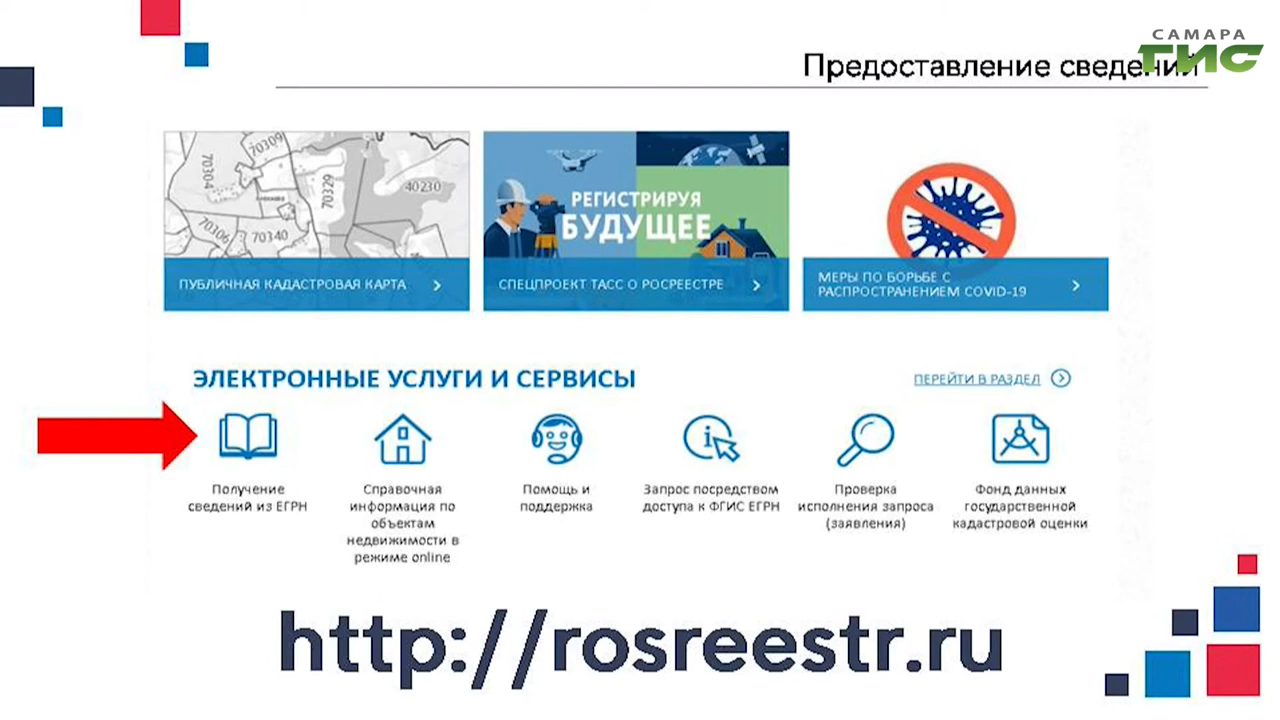 САМАРА
ГИС
Предоставление сведений
70309
70304
70329
40230
70306
70340
РЕГИСТРИРУЯ
БУДУЩЕЕ
ПУБЛИЧНАЯ КАДАСТРОВАЯ КАРТА
СПЕЦПРОЕКТ ТАСС О РОСРЕЕСТРЕ
МЕРЫ ПО БОРЬБЕ С
РАСПРОСТРАНЕНИЕМ COVID-19
ЭЛЕКТРОННЫЕ УСЛУГИ И СЕРВИСЫ
ПЕРЕЙТИ В РАЗДЕЛ
Получение
сведений из ЕГРН
Справочная
информация по
объектам
недвижимости в
режиме online
Помощь и
поддержка
Запрос посредством
доступа к ФГИС ЕГРН
Проверка
исполнения запроса
(заявления)
Фонд данных
государственной
кадастровой оценки
http://rosreestr.ru